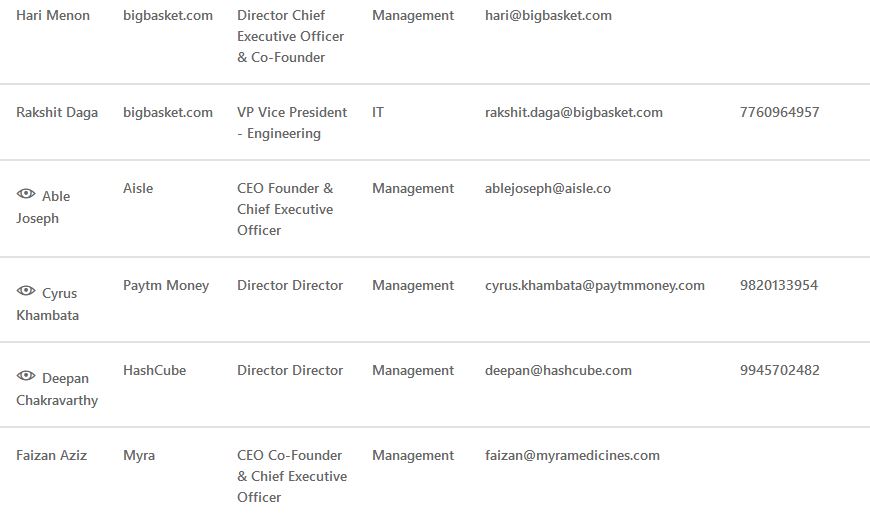 Hari Menon bigbasket.com Director Chief Management hari@bigbasket.com
Executive Officer
& Co-Founder
Rakshit Daga bigbasket.com VP Vice President IT rakshit.daga@bigbasket.com 7760964957
- Engineering
Able Aisle CEO Founder & Management ablejoseph@aisle.co
Joseph Chief Executive
Officer
Cyrus Paytm Money Director Director Management cyrus.khambata@paytmmoney.com 9820133954
Khambata
Deepan HashCube Director Director Management deepan@hashcube.com 9945702482
Chakravarthy
Faizan Aziz Myra CEO Co-Founder Management faizan@myramedicines.com
& Chief Executive
Officer